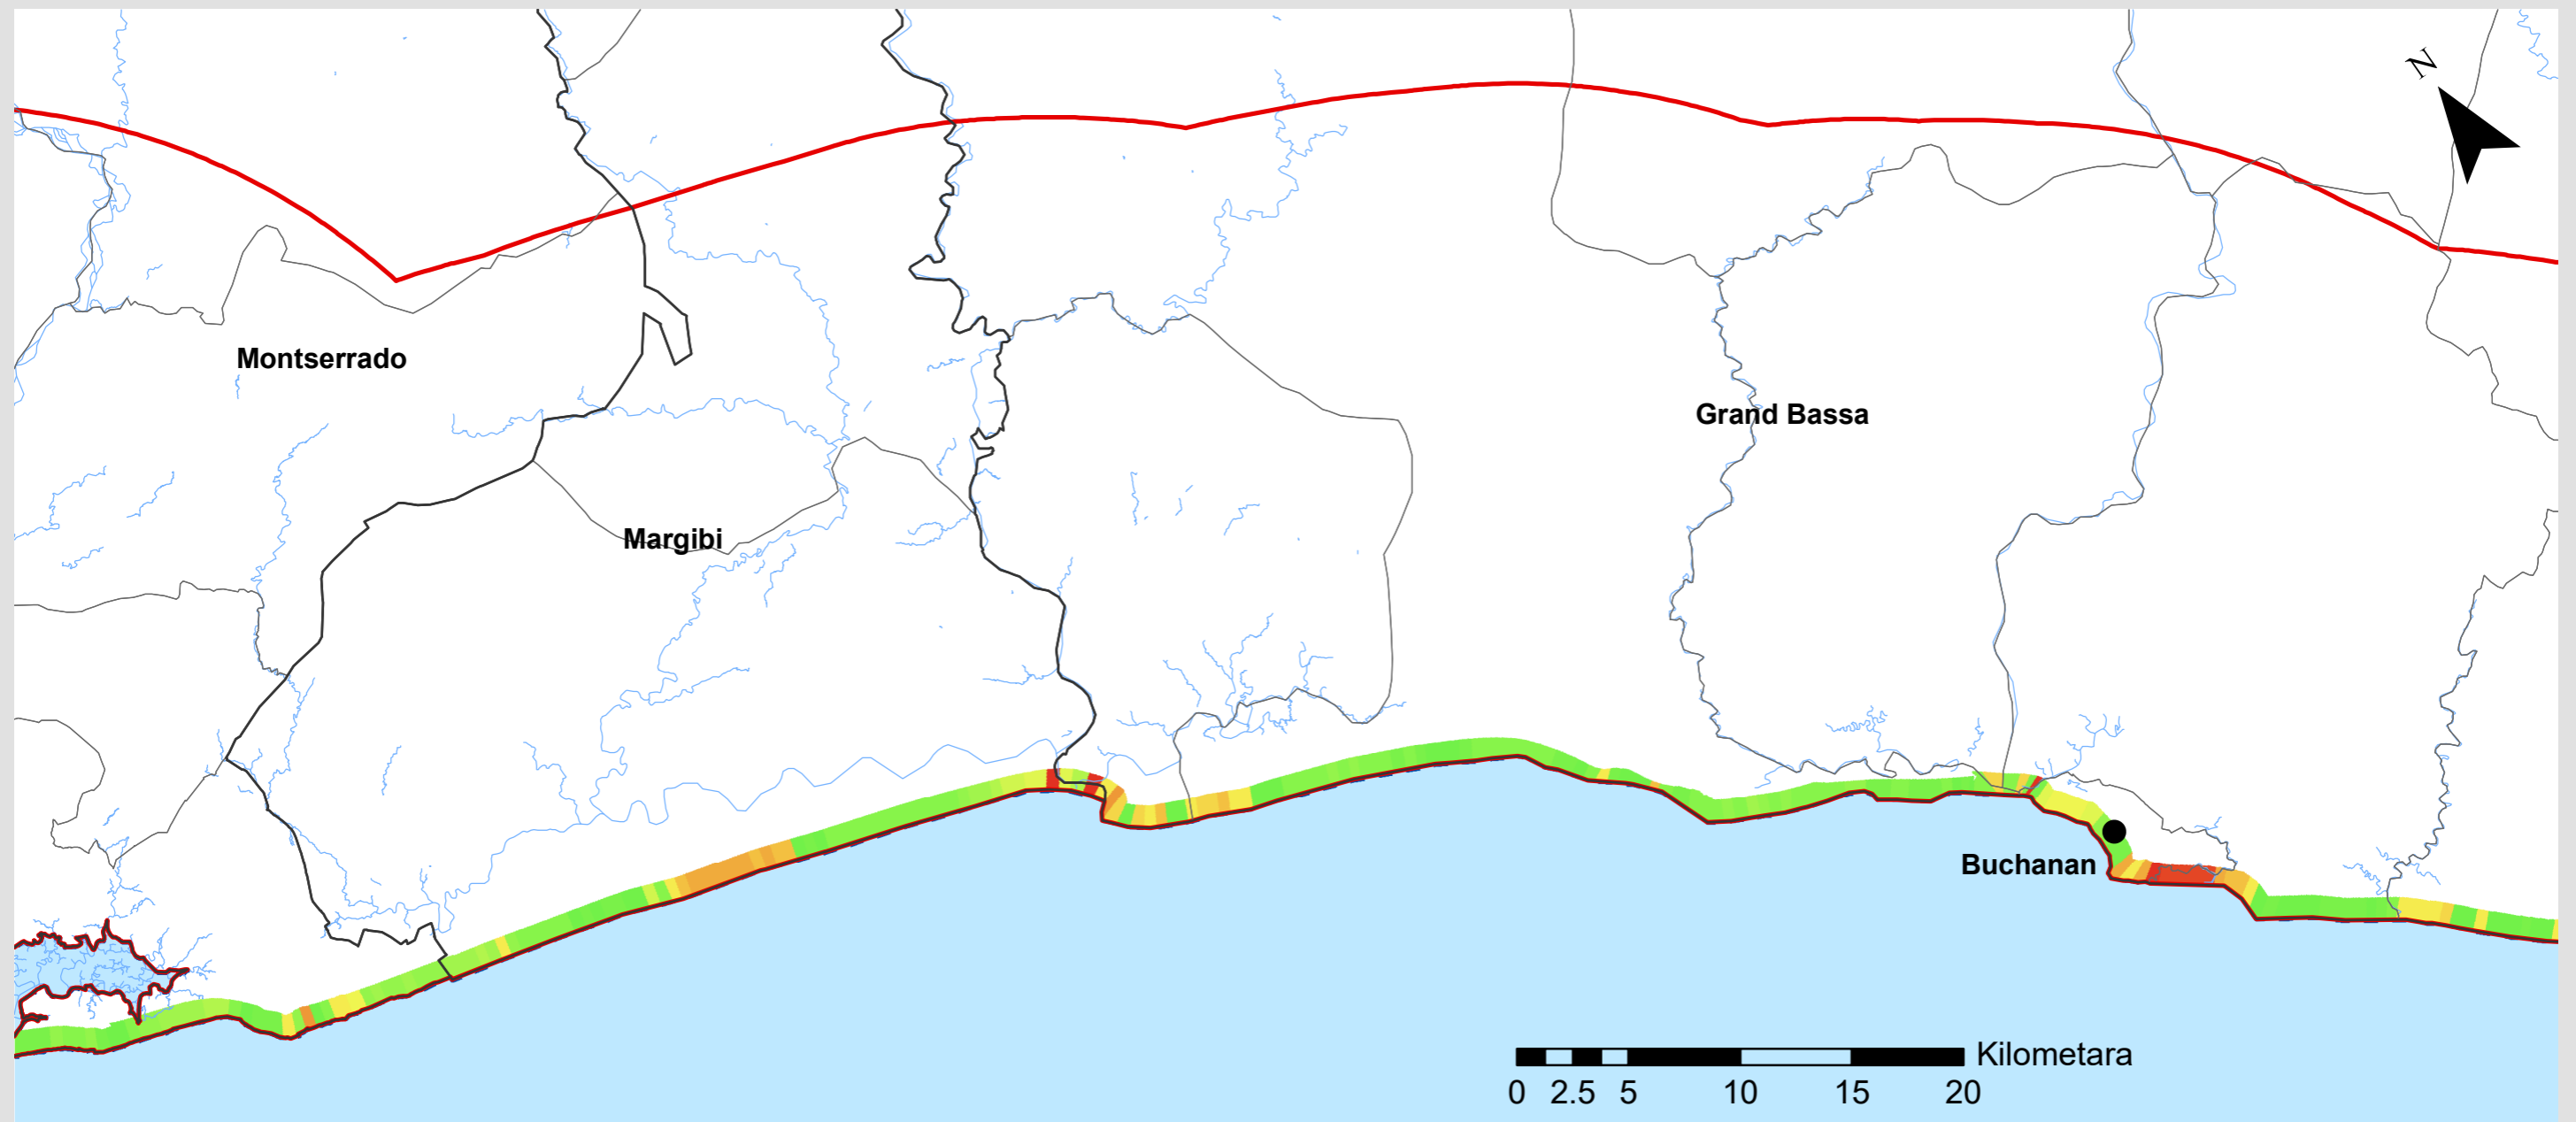 N
Montserrado
Grand Bassa
Margibi
Buchanan
Kilometara
0 2.5 5 10 15 20